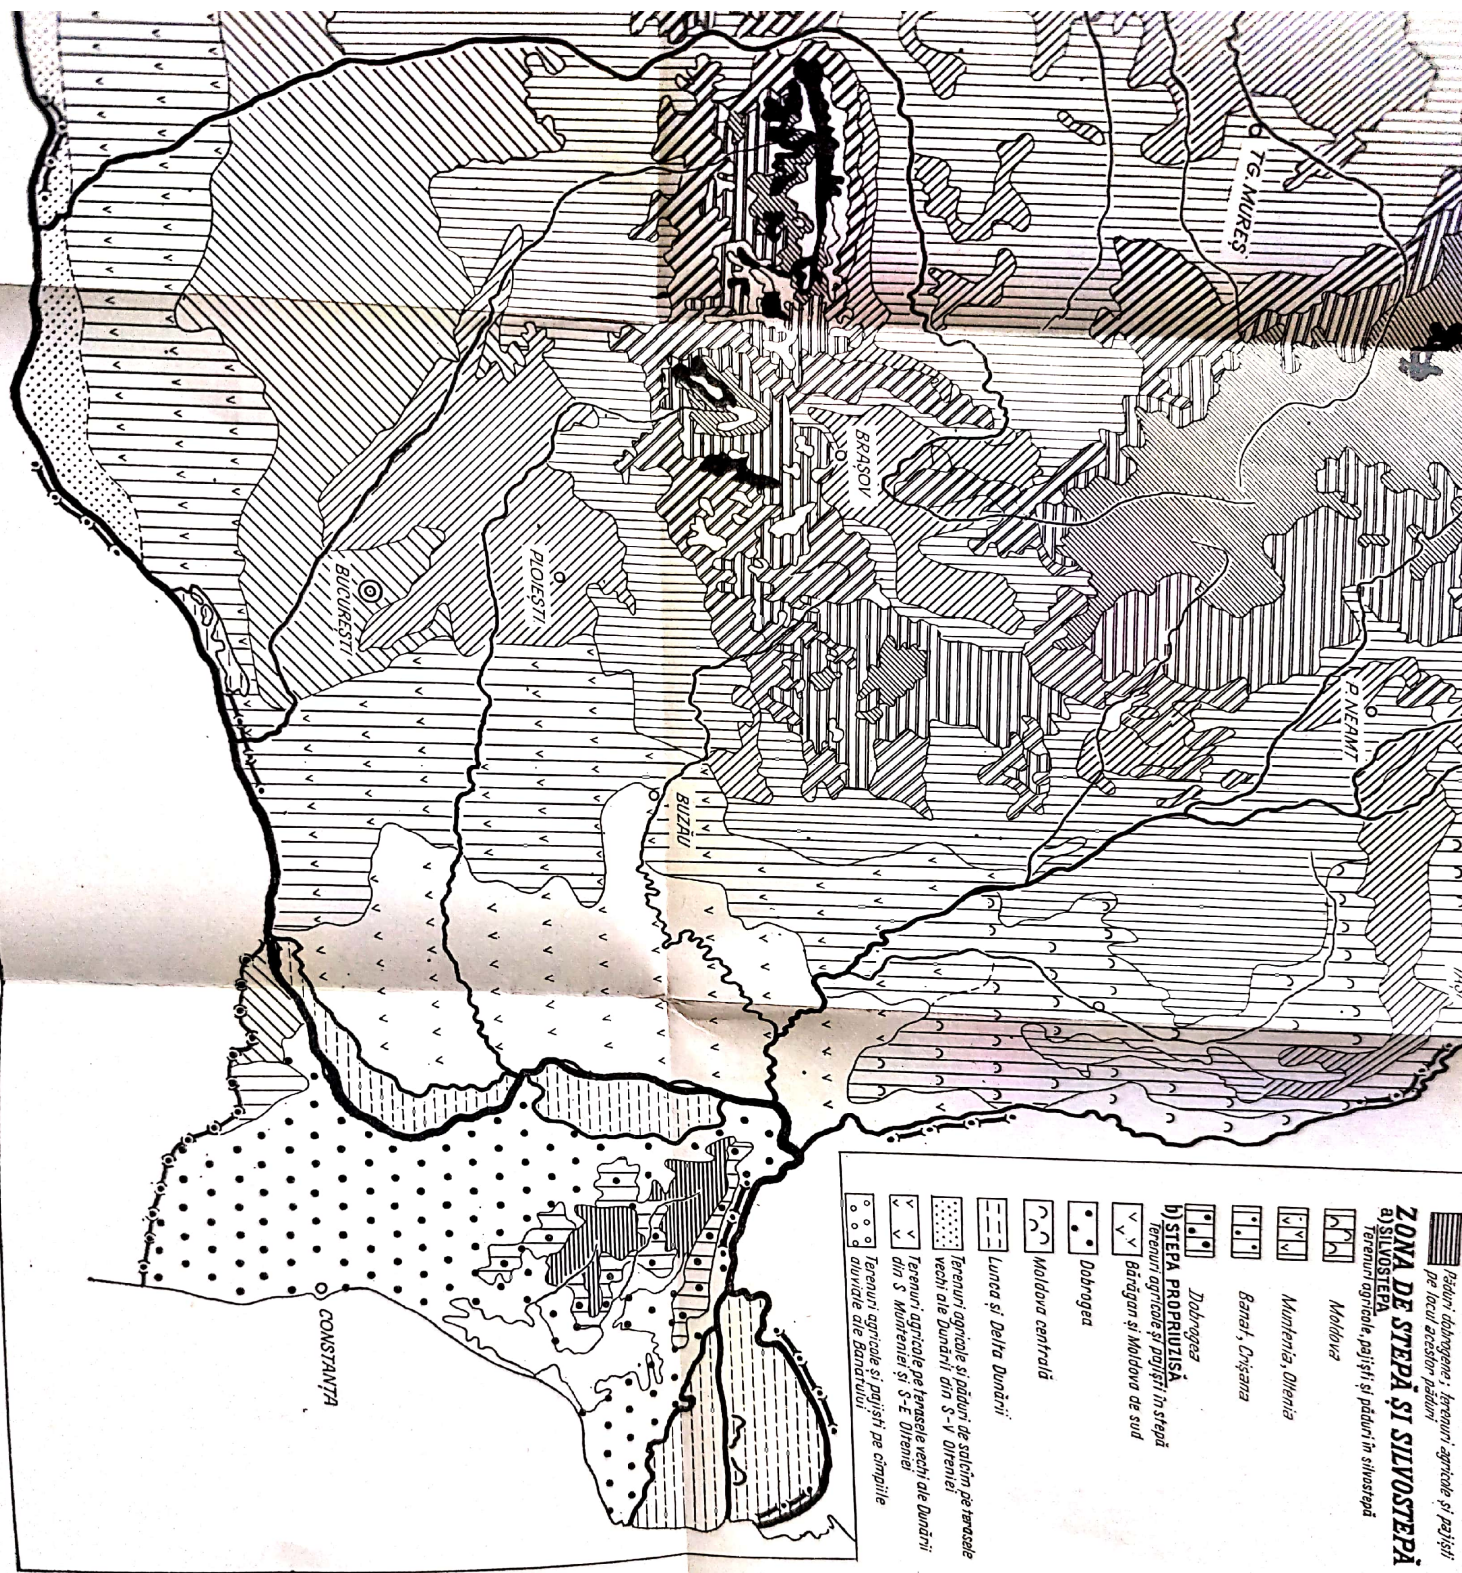 TG. MUREȘ
BRAȘOV
P. NEAMȚ
PLOIEȘTI
BUCUREȘTI
BUZĂU
CONSTANȚA
Păduri dobrogene; terenuri agricole și pajiști
pe locul acestor păduri
ZONA DE STEPĂ ȘI SILVOSTEPĂ
a) SILVOSTEPA
Terenuri agricole, pajiști și păduri în silvostepă
Moldova
Muntenia, Oltenia
Banat, Crișana
Dobrogea
b) STEPA PROPRIUZISĂ
Terenuri agricole și pajiști în stepă
Bărăgan și Moldova de sud
Dobrogea
Moldova centrală
Lunca și Delta Dunării
Terenuri agricole și păduri de salcîm pe terasele
vechi ale Dunării din S-V Olteniei
Terenuri agricole pe terasele vechi ale Dunării
din S Munteniei și S-E Olteniei
Terenuri agricole și pajiști pe cîmpiile
aluviale ale Banatului